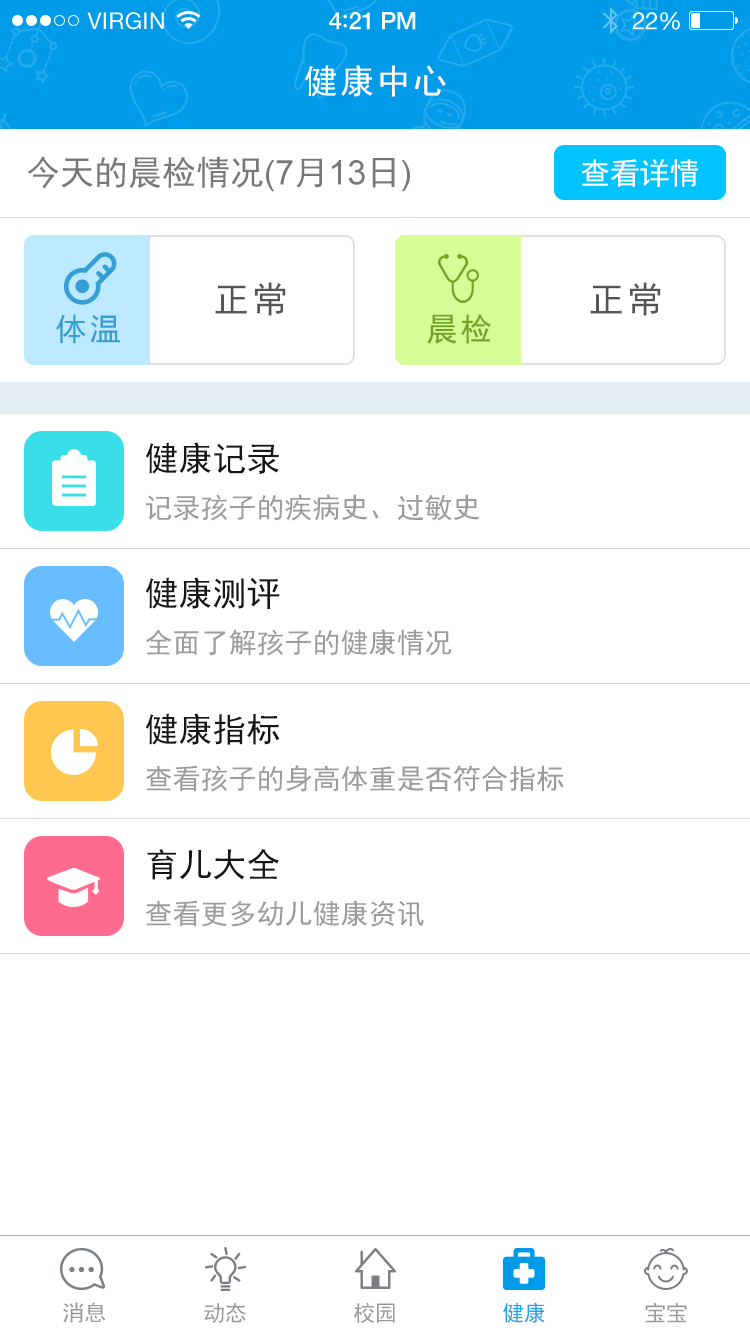 VIRGIN 4:21 PM 22%
健康中心
今天的晨检情况(7月13日) 查看详情
体温 正常 晨检 正常
健康记录
记录孩子的疾病史、过敏史
健康测评
全面了解孩子的健康情况
健康指标
查看孩子的身高体重是否符合指标
育儿大全
查看更多幼儿健康资讯
消息 动态 校园 健康 宝宝